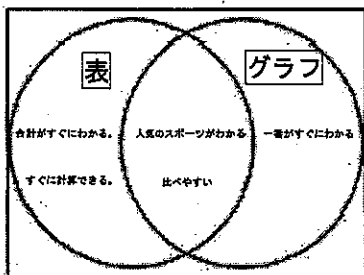 表
グラフ
合計がすぐにわかる。
人気のスポーツがわかる
一番がすぐにわかる
すぐに計算できる。
比べやすい